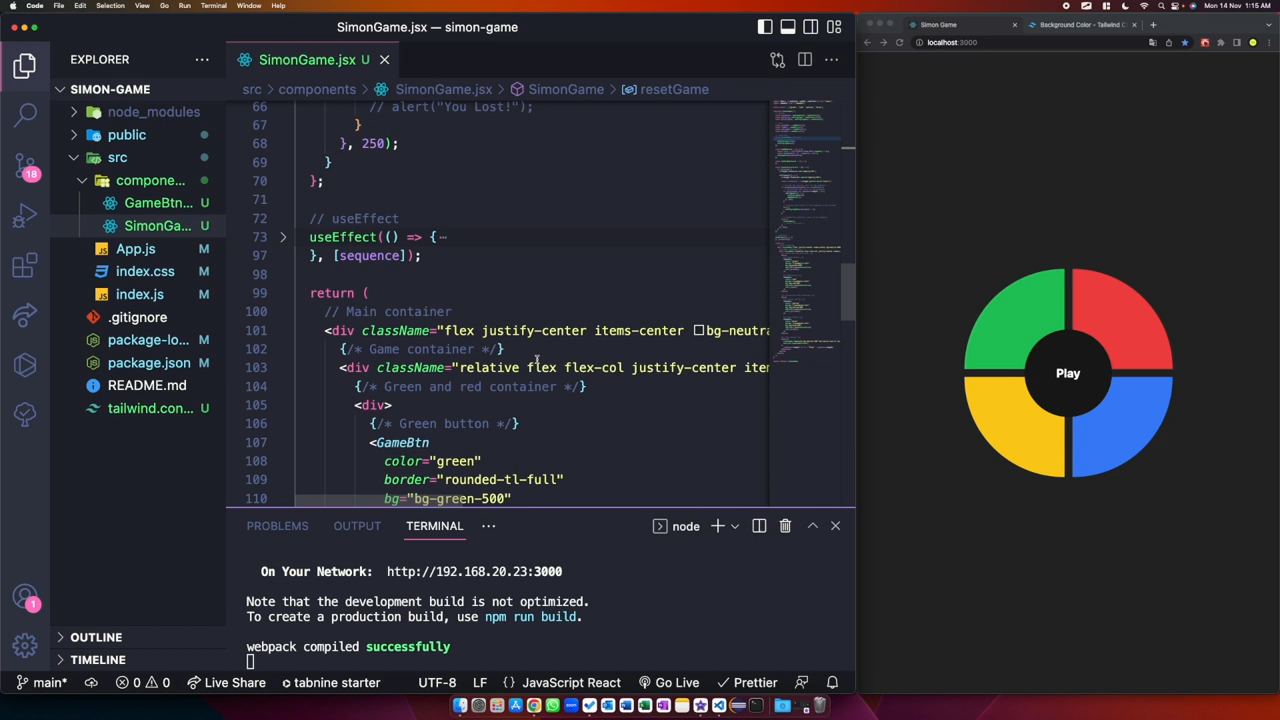 Code File Edit Selection View Go Run Terminal Window Help Mon 14 Nov 1:15 AM
SimonGame.jsx — simon-game
Simon Game
Background Color - Tailwind C
localhost:3000
EXPLORER
SimonGame.jsx U
SIMON-GAME
src > components > SimonGame.jsx > SimonGame > resetGame
node_modules
public
src
compone...
GameBtn... U
SimonGa... U
App.js M
index.css M
index.js M
.gitignore
package-lo... M
package.json M
README.md
tailwind.con... U
18
1
OUTLINE
TIMELINE
66 // alert("You Lost!");
67 }
68 }, 250);
69 }
70 };
71
72 // useEffect
73 useEffect(() => {⋯
97 }, [sequence]);
98
99 return (
100 // Main container
101 <div className="flex justify-center items-center bg-neutra
102 {/* Game container */}
103 <div className="relative flex flex-col justify-center item
104 {/* Green and red container */}
105 <div>
106 {/* Green button */}
107 <GameBtn
108 color="green"
109 border="rounded-tl-full"
110 bg="bg-green-500"
PROBLEMS OUTPUT TERMINAL node
On Your Network: http://192.168.20.23:3000
Note that the development build is not optimized.
To create a production build, use npm run build.
webpack compiled successfully
main* 0 0 Live Share tabnine starter UTF-8 LF {} JavaScript React Go Live Prettier
Play